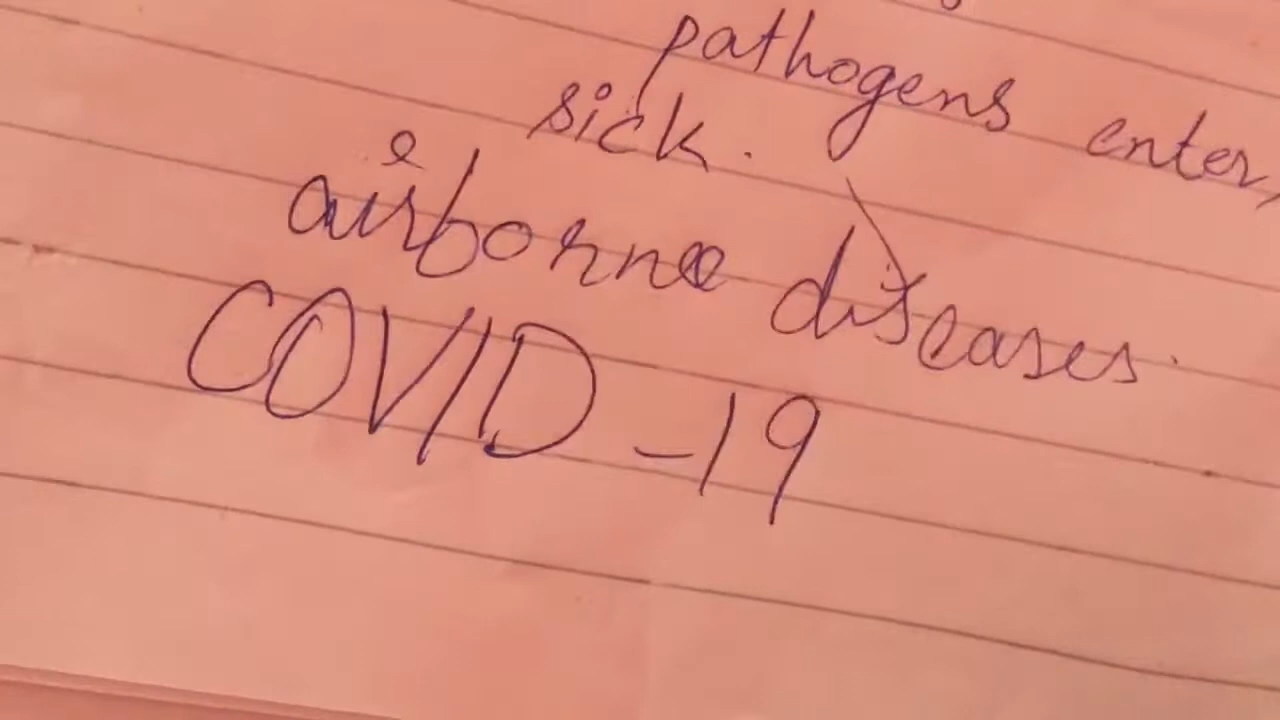 pathogens enter,
sick.
airborne diseases.
COVID-19